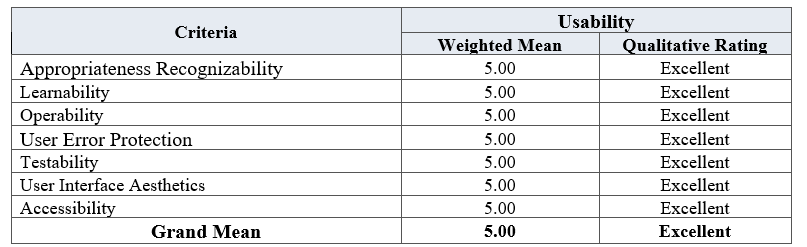 Criteria Usability
Weighted Mean Qualitative Rating
Appropriateness Recognizability 5.00 Excellent
Learnability 5.00 Excellent
Operability 5.00 Excellent
User Error Protection 5.00 Excellent
Testability 5.00 Excellent
User Interface Aesthetics 5.00 Excellent
Accessibility 5.00 Excellent
Grand Mean 5.00 Excellent